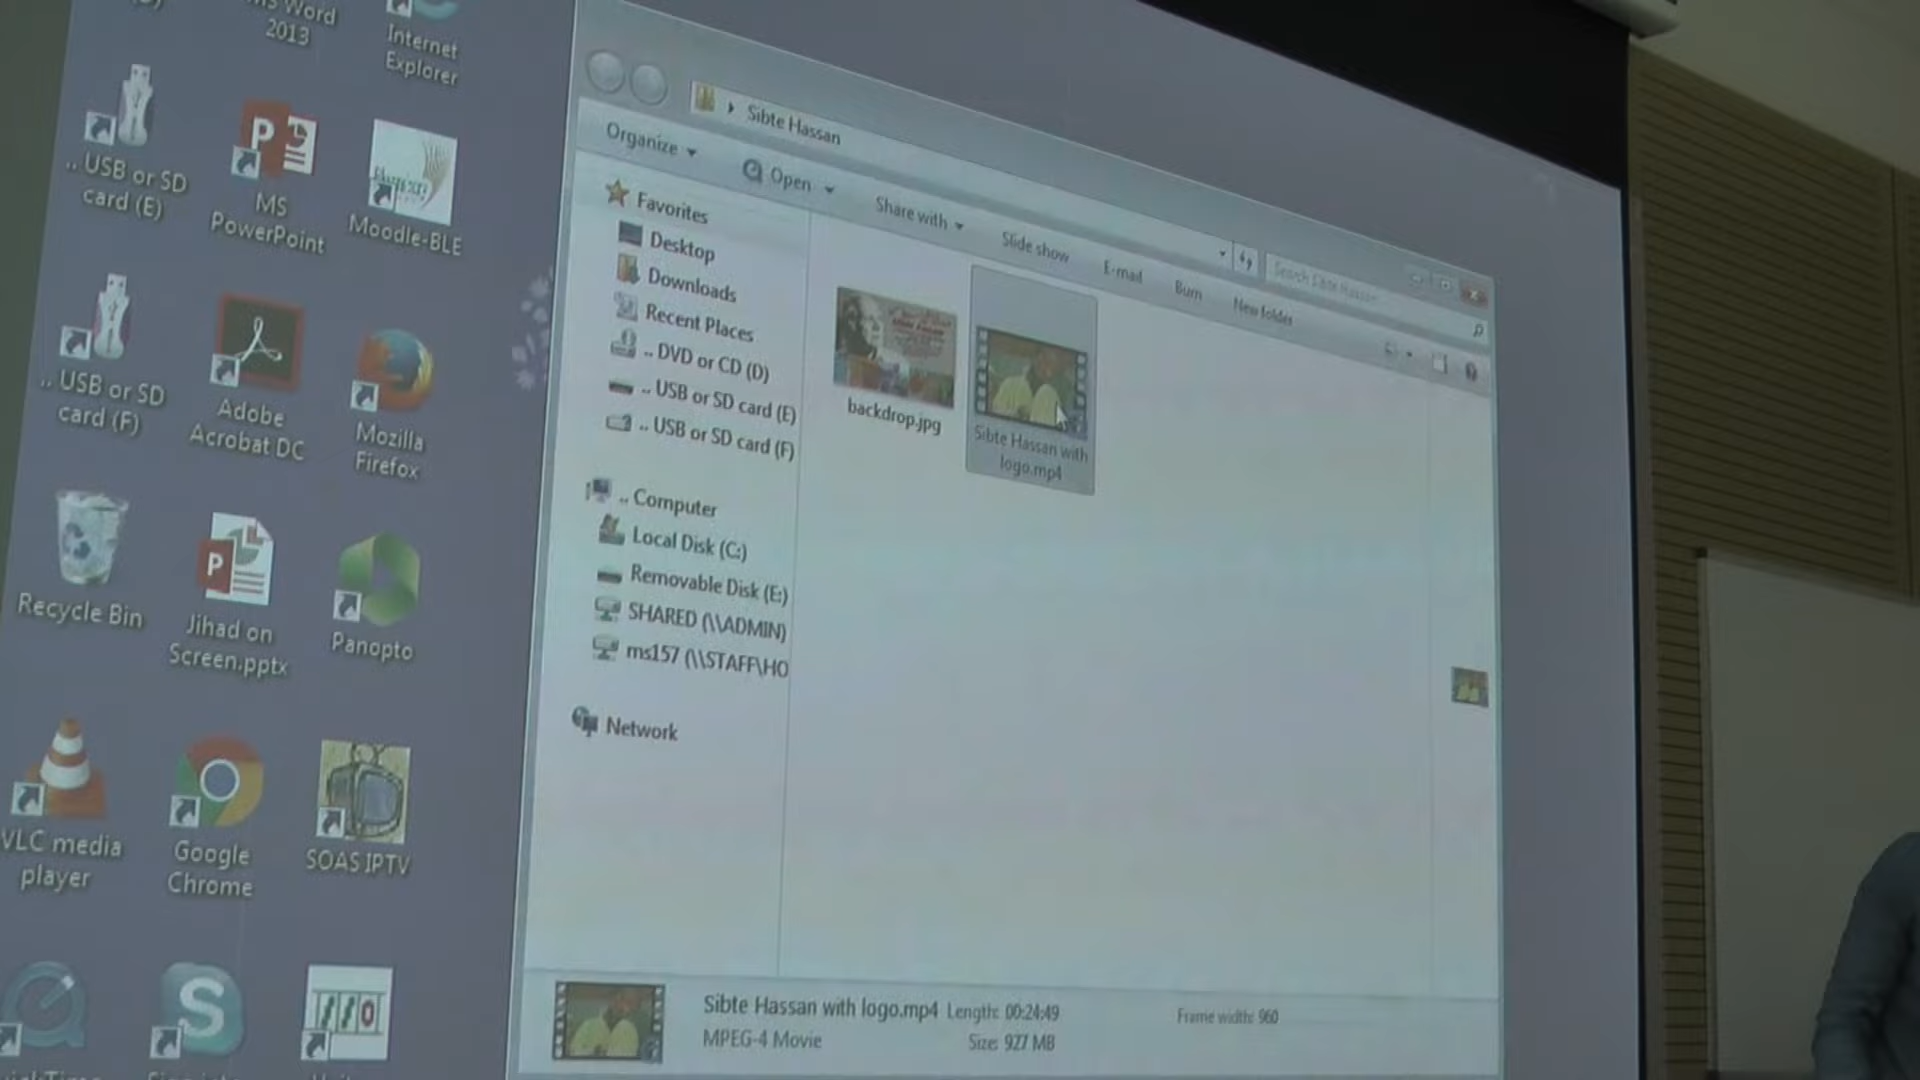 MS Word
2013
Internet
Explorer
.. USB or SD
card (E)
MS
PowerPoint
Moodle-BLE
.. USB or SD
card (F)
Adobe
Acrobat DC
Mozilla
Firefox
Recycle Bin
Jihad on
Screen.pptx
Panopto
VLC media
player
Google
Chrome
SOAS IPTV
Sibte Hassan
Organize
Open
Share with
Slide show
E-mail
Burn
New folder
Search Sibte Hassan
Favorites
Desktop
Downloads
Recent Places
.. DVD or CD (D)
.. USB or SD card (E)
.. USB or SD card (F)
.. Computer
Local Disk (C:)
Removable Disk (E:)
SHARED (\\ADMIN)
ms157 (\\STAFF\HO
Network
backdrop.jpg
Sibte Hassan with
logo.mp4
Sibte Hassan with logo.mp4 Length: 00:24:49 Frame width: 960
MPEG-4 Movie Size: 927 MB